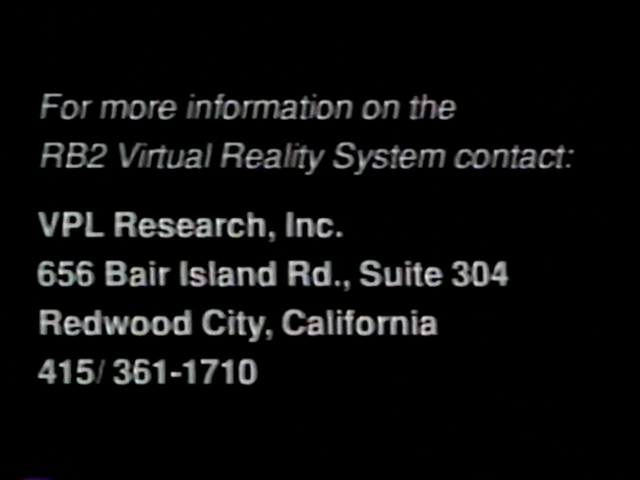 For more information on the
RB2 Virtual Reality System contact:
VPL Research, Inc.
656 Bair Island Rd., Suite 304
Redwood City, California
415/ 361-1710